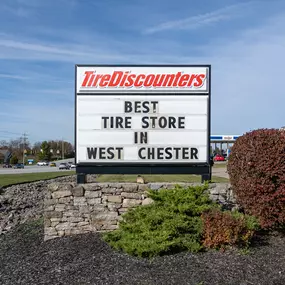 TireDiscounters
BEST
TIRE STORE
IN
WEST CHESTER